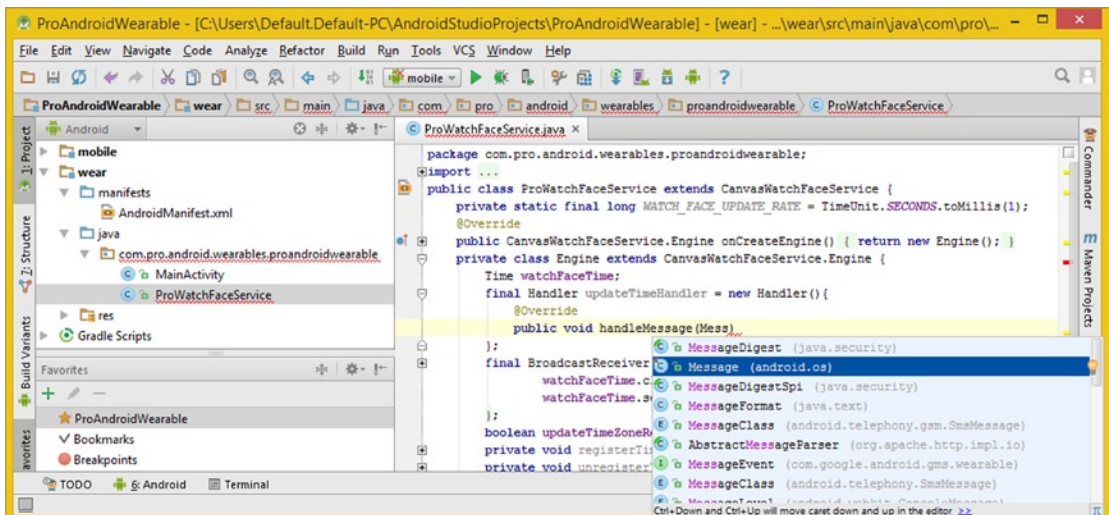 ProAndroidWearable - [C:\Users\Default.Default-PC\AndroidStudioProjects\ProAndroidWearable] - [wear] - ...\wear\src\main\java\com\pro\...
File Edit View Navigate Code Analyze Refactor Build Run Tools VCS Window Help
mobile
ProAndroidWearable wear src main java com pro android wearables proandroidwearable ProWatchFaceService
1: Project
Android
ProWatchFaceService.java
Commander
mobile
wear
manifests
AndroidManifest.xml
java
com.pro.android.wearables.proandroidwearable
MainActivity
ProWatchFaceService
res
Gradle Scripts
Z: Structure
Build Variants
Favorites
ProAndroidWearable
Bookmarks
Breakpoints
avorites
package com.pro.android.wearables.proandroidwearable;
import ...
public class ProWatchFaceService extends CanvasWatchFaceService {
private static final long WATCH_FACE_UPDATE_RATE = TimeUnit.SECONDS.toMillis(1);
@Override
public CanvasWatchFaceService.Engine onCreateEngine() { return new Engine(); }
private class Engine extends CanvasWatchFaceService.Engine {
Time watchFaceTime;
final Handler updateTimeHandler = new Handler(){
@Override
public void handleMessage(Mess)
};
final BroadcastReceiver
watchFaceTime.c
watchFaceTime.s
};
boolean updateTimeZoneR
private void registerTi
private void unregister
MessageDigest (java.security)
Message (android.os)
MessageDigestSpi (java.security)
MessageFormat (java.text)
MessageClass (android.telephony.gsm.SmsMessage)
AbstractMessageParser (org.apache.http.impl.io)
MessageEvent (com.google.android.gms.wearable)
MessageClass (android.telephony.SmsMessage)
MessageLevel (android.webkit.ConsoleMessage)
Ctrl+Down and Ctrl+Up will move caret down and up in the editor >>
π
m Maven Projects
TODO 6: Android Terminal